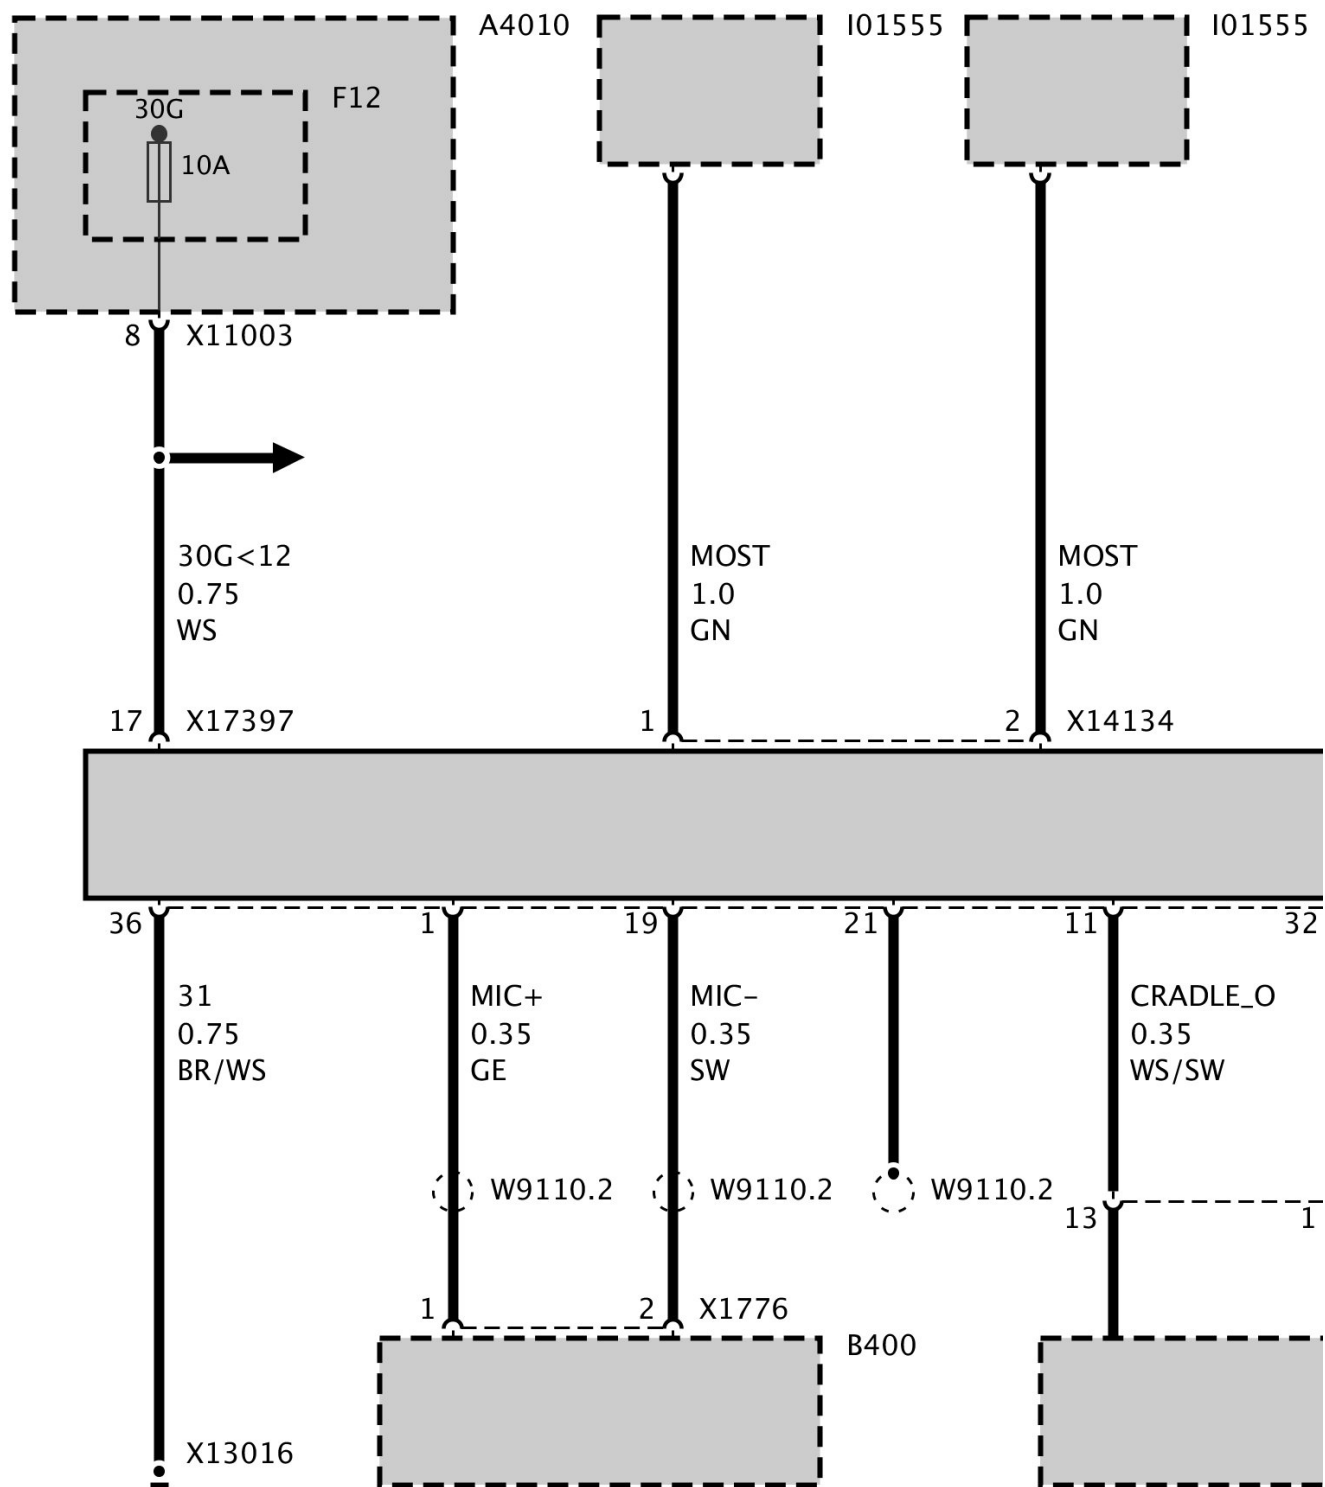 A4010
I01555
I01555
F12
30G
10A
8 X11003
30G<12
0.75
WS
MOST
1.0
GN
MOST
1.0
GN
17 X17397
1
2 X14134
36
1
19
21
11
32
31
0.75
BR/WS
MIC+
0.35
GE
MIC-
0.35
SW
CRADLE_O
0.35
WS/SW
W9110.2
W9110.2
W9110.2
13
1
1
2 X1776
B400
X13016